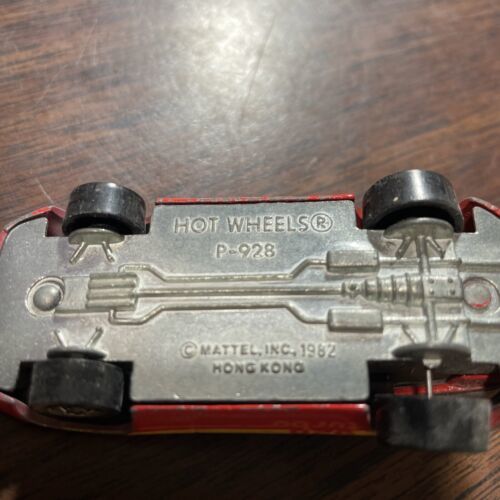 HOT WHEELS®
P-928
© MATTEL, INC. 1982
HONG KONG